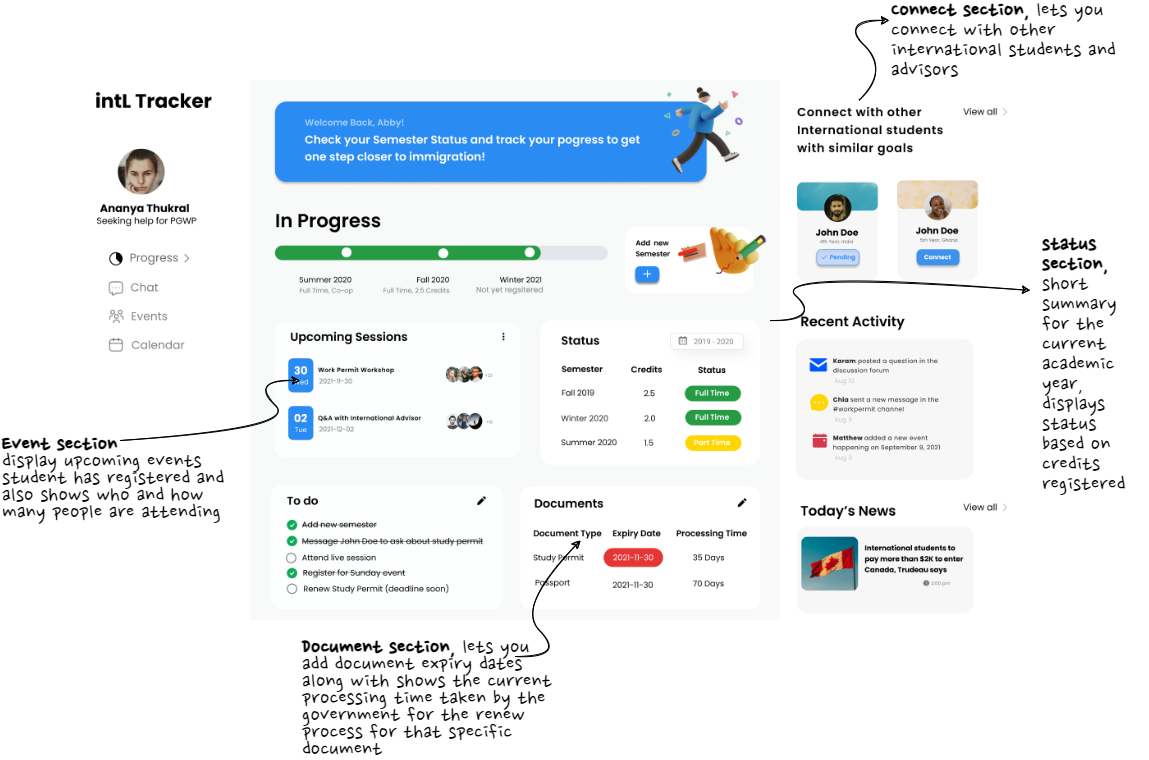 connect section, lets you
connect with other
international students and
advisors
intL Tracker
Ananya Thukral
Seeking help for PGWP
Progress
Chat
Events
Calendar
Welcome Back, Abby!
Check your Semester Status and track your pogress to get
one step closer to immigration!
In Progress
Summer 2020
Full Time, Co-op
Fall 2020
Full Time, 2.5 Credits
Winter 2021
Not yet regsitered
Add new
Semester
Upcoming Sessions
30
Wed
Work Permit Workshop
2021-11-30
02
Tue
Q&A with International Advisor
2021-12-02
Status
2019 - 2020
Semester Credits Status
Fall 2019 2.5 Full Time
Winter 2020 2.0 Full Time
Summer 2020 1.5 Part Time
To do
Add new semester
Message John Doe to ask about study permit
Attend live session
Register for Sunday event
Renew Study Permit (deadline soon)
Documents
Document Type Expiry Date Processing Time
Study Permit 2021-11-30 35 Days
Passport 2021-11-30 70 Days
Connect with other
International students
with similar goals
View all
John Doe
4th Year, India
Pending
John Doe
5th Year, Ghana
Connect
Recent Activity
Karam posted a question in the
discussion forum
Aug 10
Chia sent a new message in the
#workpermit channel
Aug 9
Matthew added a new event
happening on September 9, 2021
Aug 9
Today's News
View all
International students to
pay more than $2K to enter
Canada, Trudeau says
2:00 pm
Status
section,
short
summary
for the
current
academic
year,
displays
status
based on
credits
registered
Event section
display upcoming events
student has registered and
also shows who and how
many people are attending
Document section, lets you
add document expiry dates
along with shows the current
processing time taken by the
government for the renew
process for that specific
document